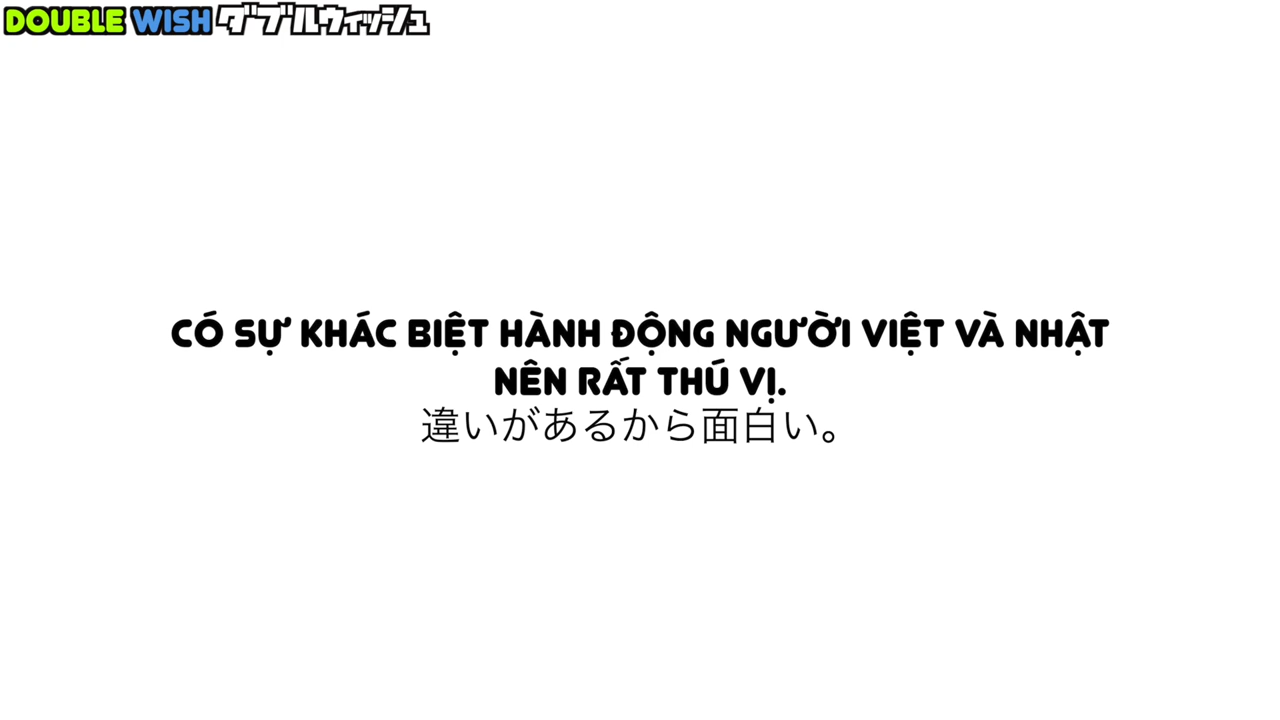 DOUBLE WISH ダブルウィッシュ
CÓ SỰ KHÁC BIỆT HÀNH ĐỘNG NGƯỜI VIỆT VÀ NHẬT
NÊN RẤT THÚ VỊ.
違いがあるから面白い。